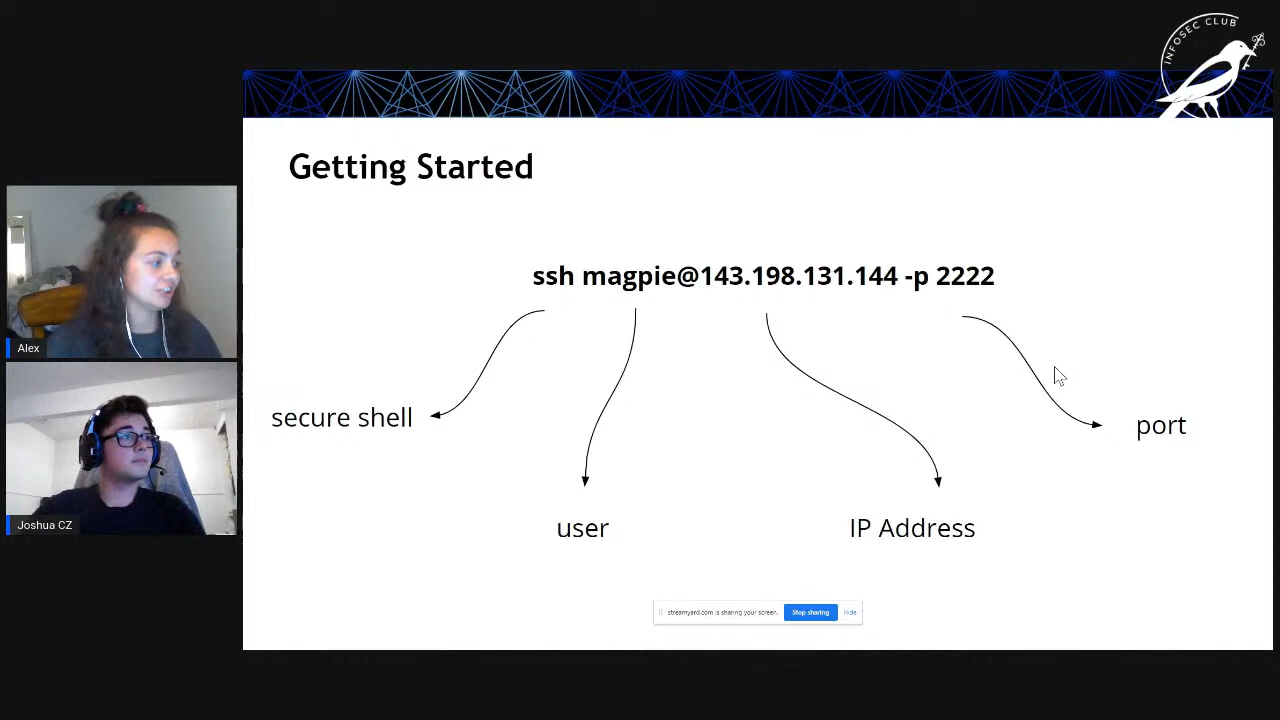 INFOSEC CLUB
Getting Started
ssh magpie@143.198.131.144 -p 2222
secure shell
port
user
IP Address
Alex
Joshua CZ
streamyard.com is sharing your screen.
Stop sharing
Hide